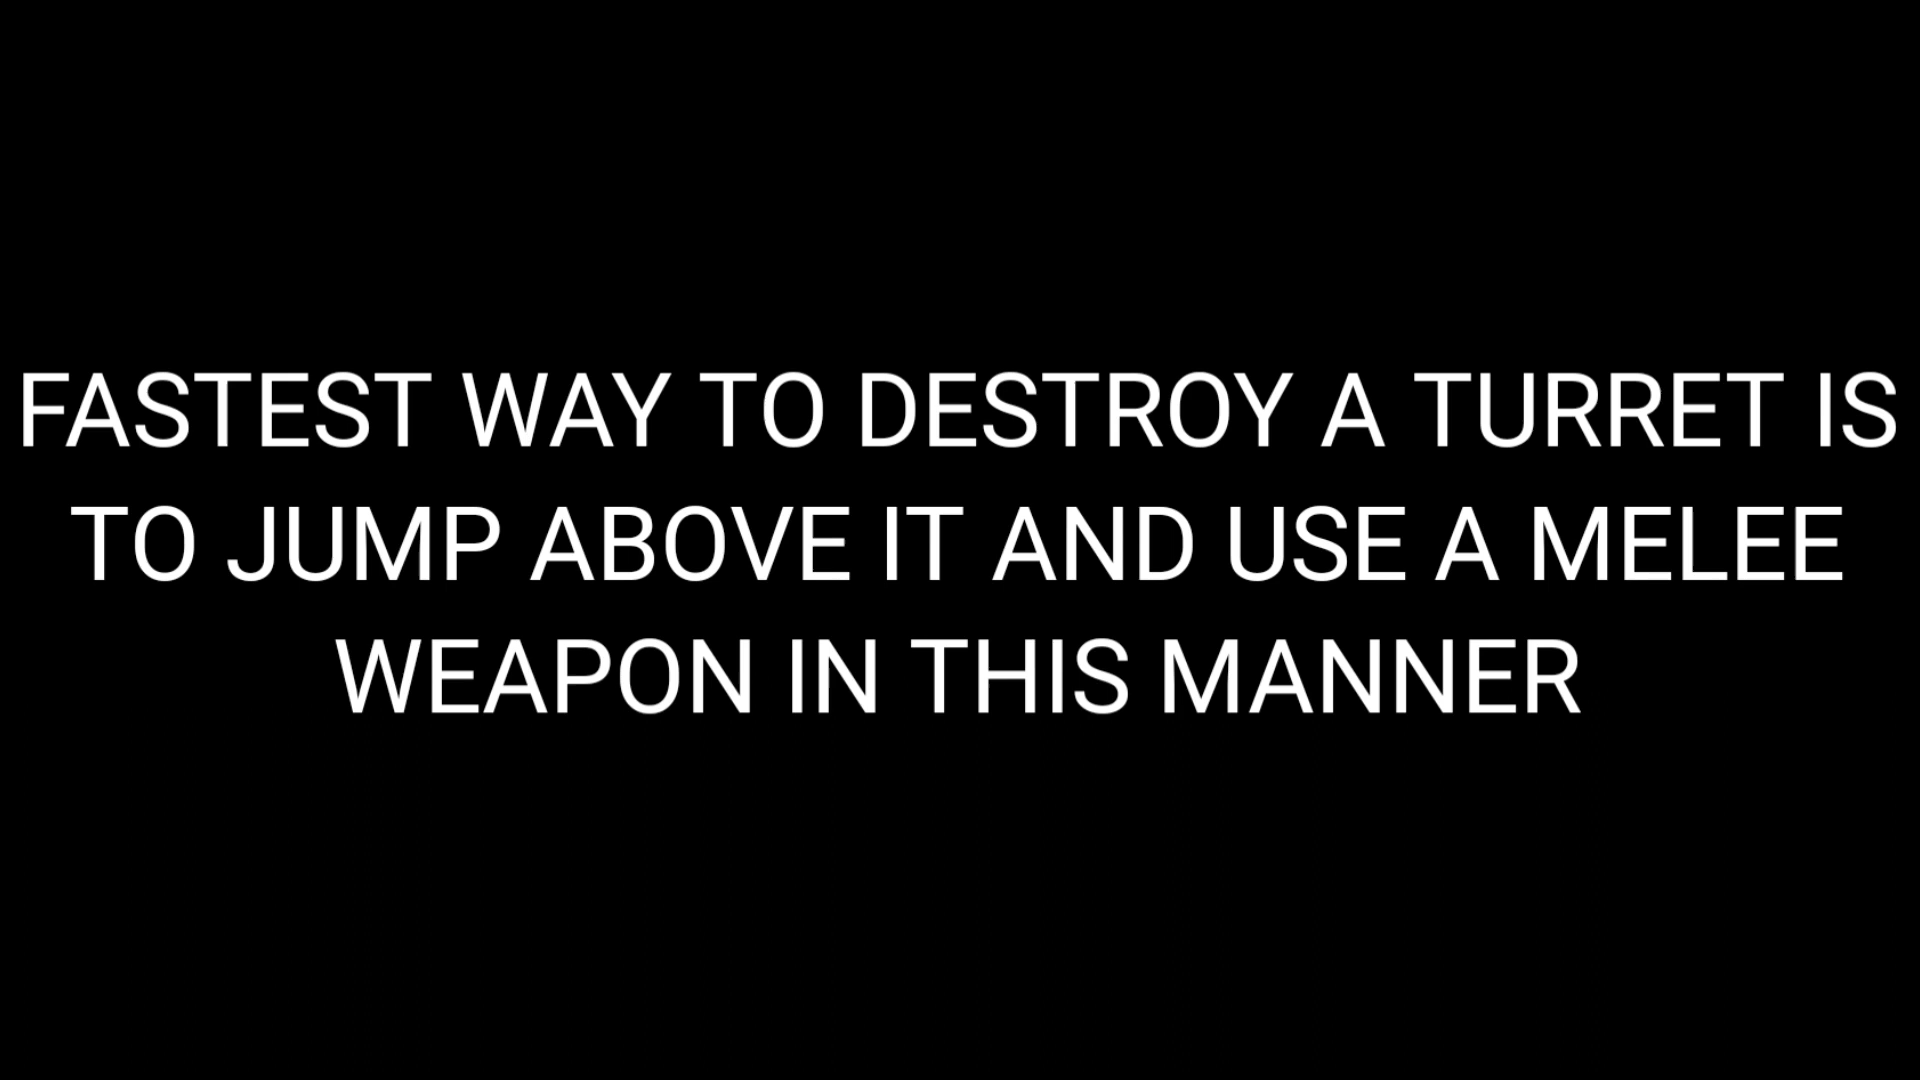 FASTEST WAY TO DESTROY A TURRET IS
TO JUMP ABOVE IT AND USE A MELEE
WEAPON IN THIS MANNER